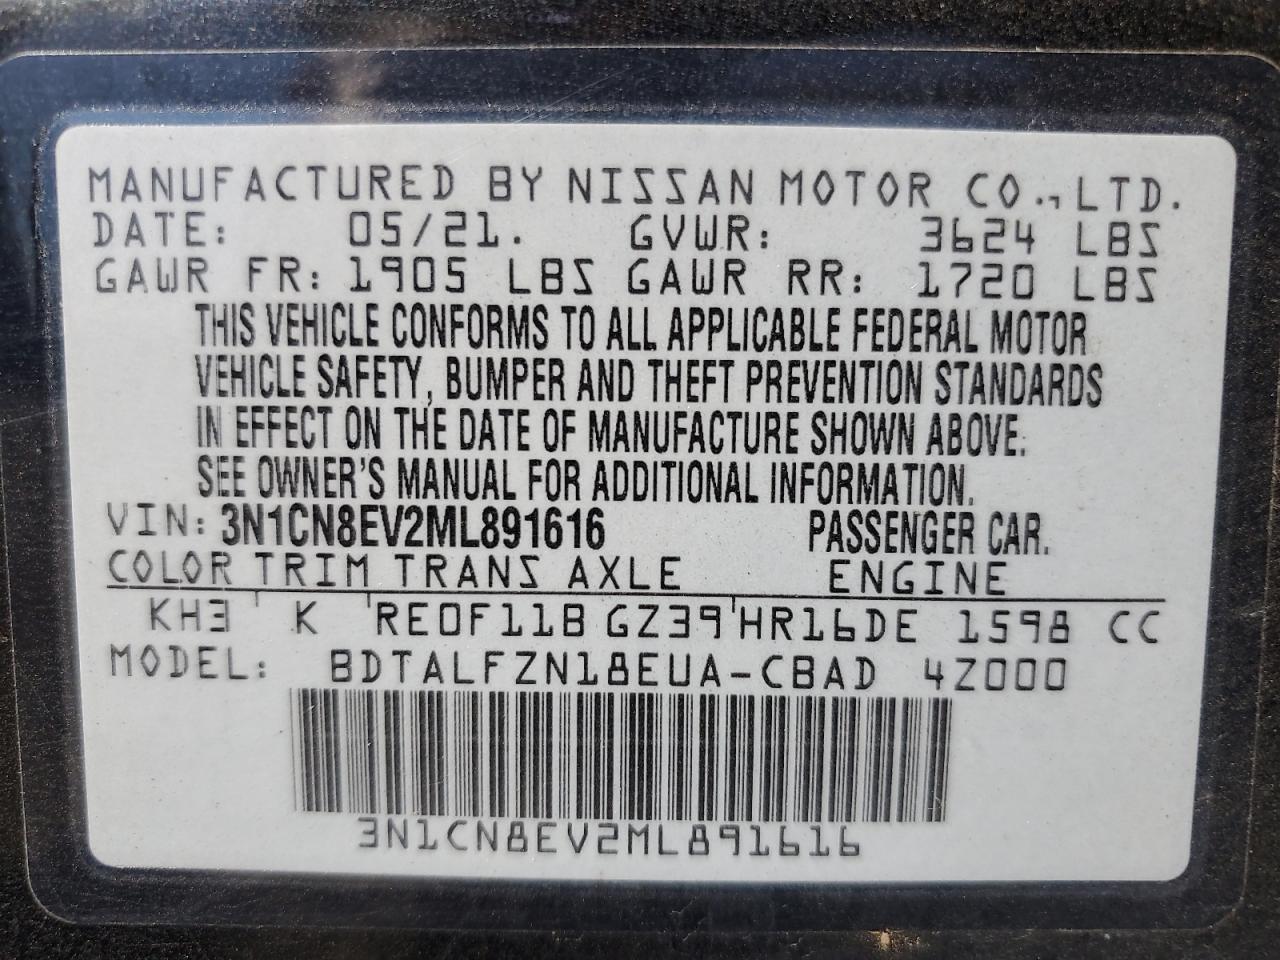 MANUFACTURED BY NISSAN MOTOR CO., LTD.
DATE: 05/21. GVWR: 3624 LBS
GAWR FR: 1905 LBS GAWR RR: 1720 LBS
THIS VEHICLE CONFORMS TO ALL APPLICABLE FEDERAL MOTOR
VEHICLE SAFETY, BUMPER AND THEFT PREVENTION STANDARDS
IN EFFECT ON THE DATE OF MANUFACTURE SHOWN ABOVE.
SEE OWNER'S MANUAL FOR ADDITIONAL INFORMATION.
VIN: 3N1CN8EV2ML891616 PASSENGER CAR.
COLOR TRIM TRANS AXLE ENGINE
KH3 K RE0F11B GZ39 HR16DE 1598 CC
MODEL: BDTALFZN18EUA-CBAD 4Z000
3N1CN8EV2ML891616